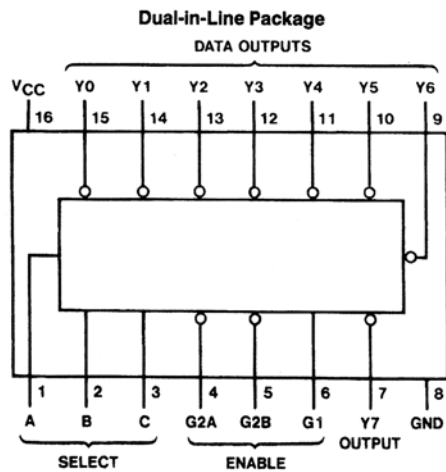 Dual-in-Line Package
DATA OUTPUTS
VCC Y0 Y1 Y2 Y3 Y4 Y5 Y6
16 15 14 13 12 11 10 9
1 2 3 4 5 6 7 8
A B C G2A G2B G1 Y7 GND
OUTPUT
SELECT ENABLE